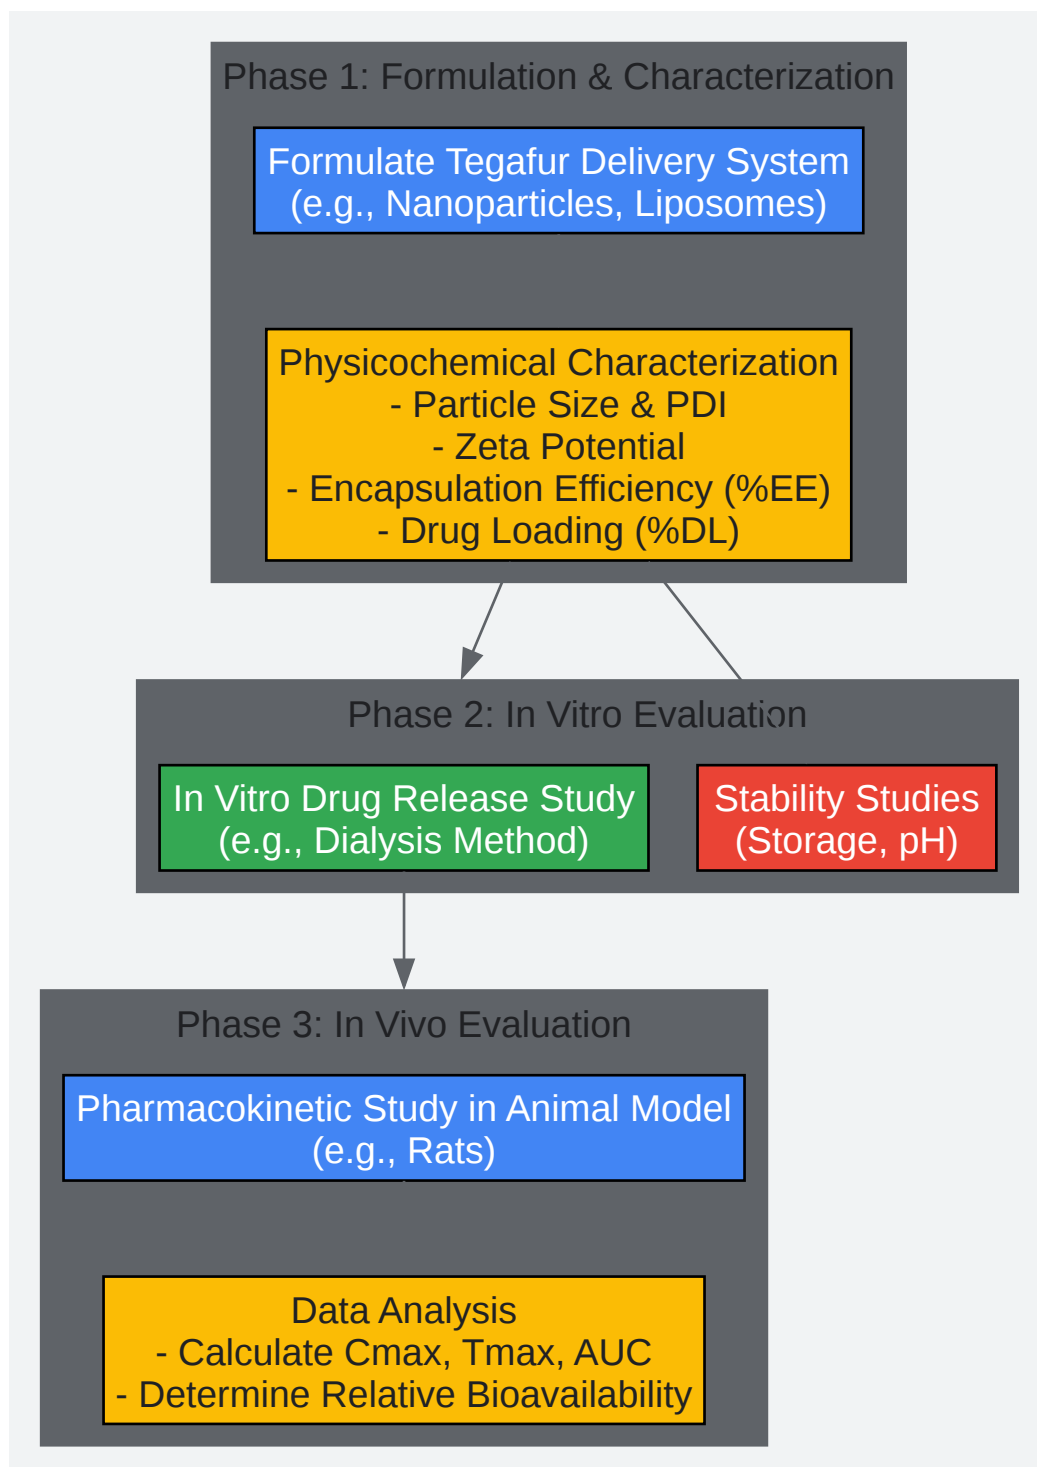 Phase 1: Formulation & Characterization
Formulate Tegafur Delivery System
(e.g., Nanoparticles, Liposomes)
Physicochemical Characterization
- Particle Size & PDI
- Zeta Potential
- Encapsulation Efficiency (%EE)
- Drug Loading (%DL)
Phase 2: In Vitro Evaluation
In Vitro Drug Release Study
(e.g., Dialysis Method)
Stability Studies
(Storage, pH)
Phase 3: In Vivo Evaluation
Pharmacokinetic Study in Animal Model
(e.g., Rats)
Data Analysis
- Calculate Cmax, Tmax, AUC
- Determine Relative Bioavailability